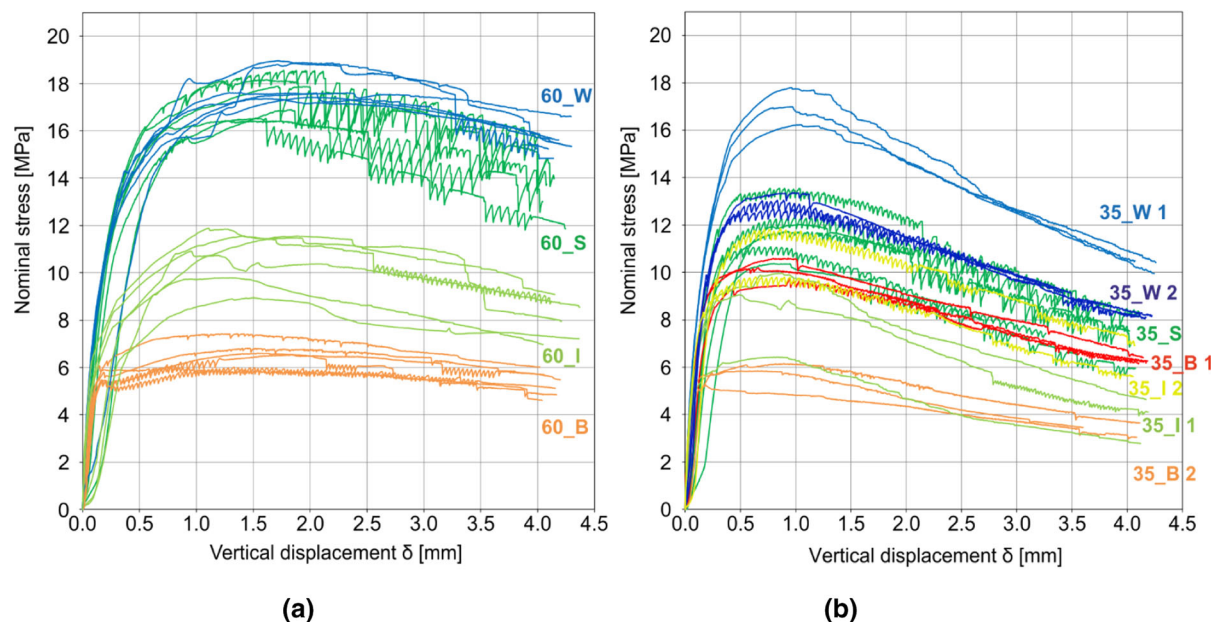 20
18
16
14
12
10
8
6
4
2
0
Nominal stress [MPa]
60_W
60_S
60_I
60_B
0.0 0.5 1.0 1.5 2.0 2.5 3.0 3.5 4.0 4.5
Vertical displacement δ [mm]
(a)
20
18
16
14
12
10
8
6
4
2
0
Nominal stress [MPa]
35_W 1
35_W 2
35_S
35_B 1
35_I 2
35_I 1
35_B 2
0.0 0.5 1.0 1.5 2.0 2.5 3.0 3.5 4.0 4.5
Vertical displacement δ [mm]
(b)